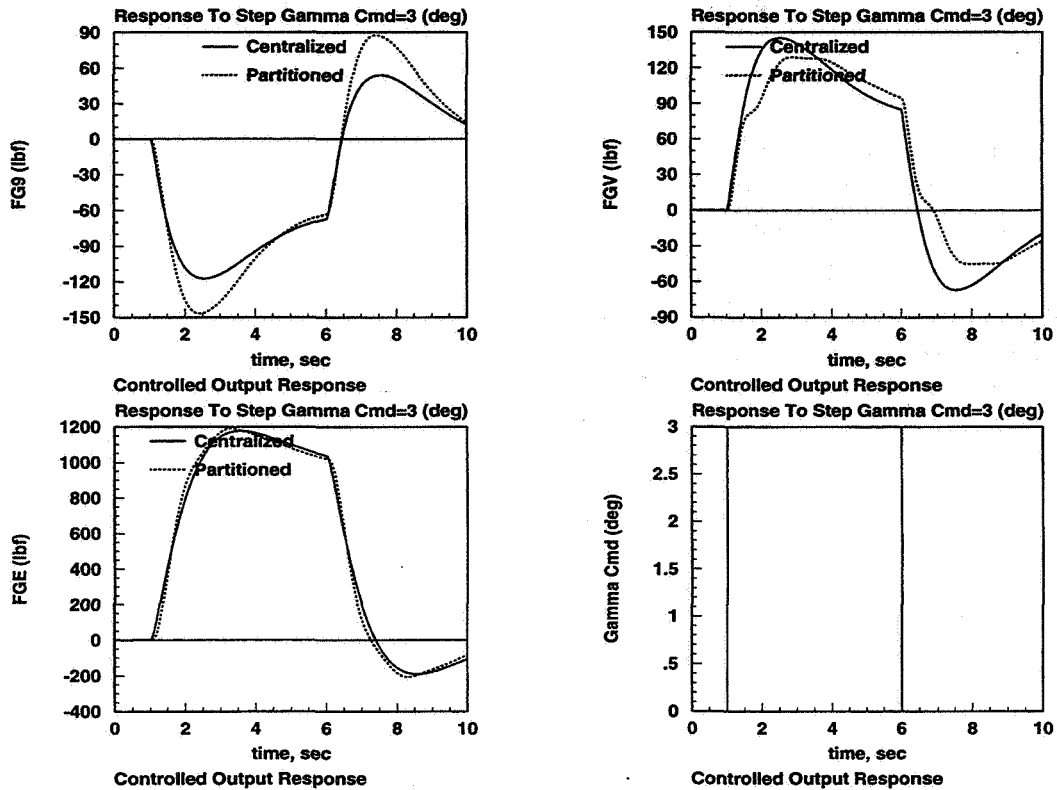 Response To Step Gamma Cmd=3 (deg)
90
60
30
0
-30
-60
-90
-120
-150
FG9 (lbf)
Centralized
Partitioned
0
2
4
6
8
10
time, sec
Controlled Output Response
Response To Step Gamma Cmd=3 (deg)
150
120
90
60
30
0
-30
-60
-90
FGV (lbf)
Centralized
Partitioned
0
2
4
6
8
10
time, sec
Controlled Output Response
Response To Step Gamma Cmd=3 (deg)
1200
1000
800
600
400
200
0
-200
-400
FGE (lbf)
Centralized
Partitioned
0
2
4
6
8
10
time, sec
Controlled Output Response
Response To Step Gamma Cmd=3 (deg)
3
2.5
2
1.5
1
.5
0
Gamma Cmd (deg)
0
2
4
6
8
10
time, sec
Controlled Output Response